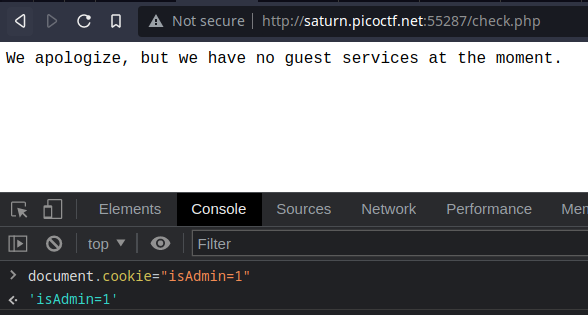 Not secure | http://saturn.picoctf.net:55287/check.php
We apologize, but we have no guest services at the moment.
Elements Console Sources Network Performance Mem
top ▼ Filter
> document.cookie="isAdmin=1"
'isAdmin=1'